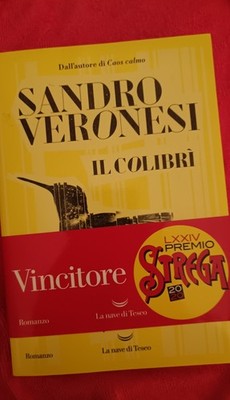 Dall'autore di Caos calmo
SANDRO
VERONESI
IL COLIBRÌ
LXXIV
PREMIO
STREGA
2020
Vincitore
Romanzo
La nave di Teseo
Romanzo
La nave di Teseo